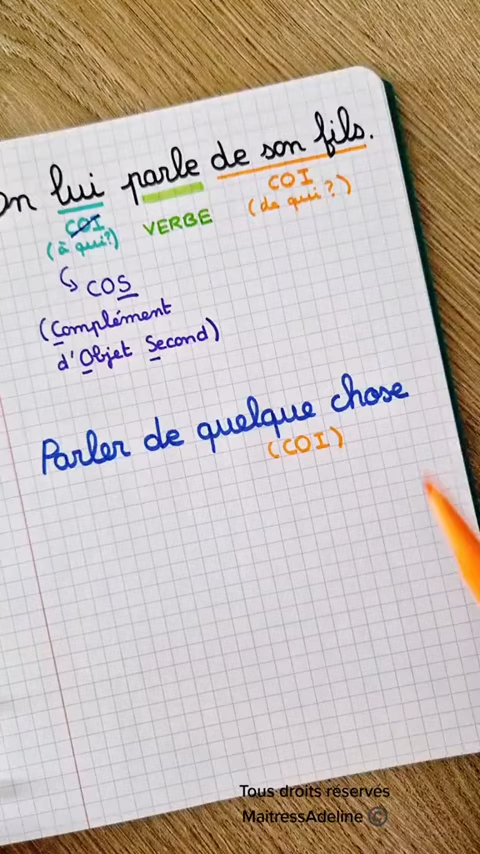 On lui parle de son fils.
COI VERBE COI
(à qui?) (de qui?)
↳ COS
(Complément
d'Objet Second)
Parler de quelque chose
(COI)
Tous droits réservés
MaitressAdeline ©